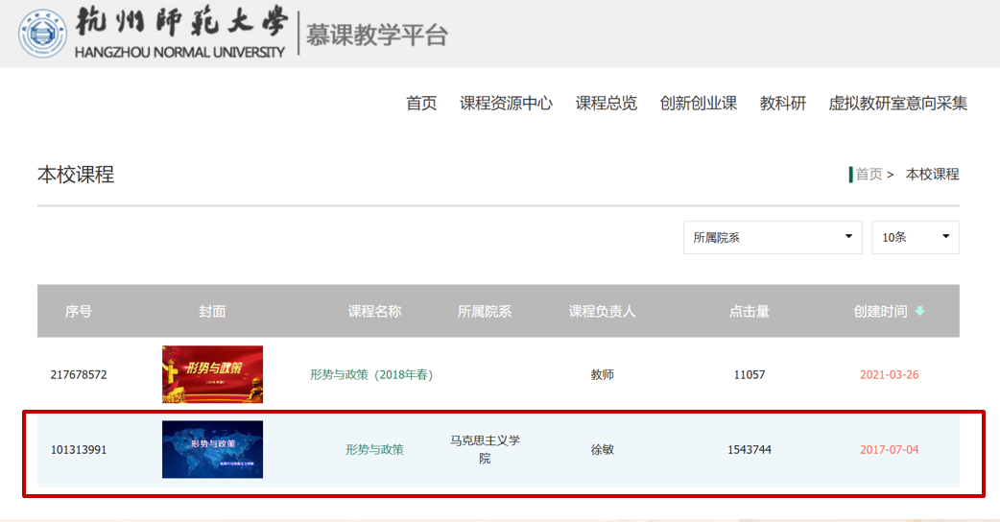 杭州师范大学
HANGZHOU NORMAL UNIVERSITY
慕课教学平台
首页 课程资源中心 课程总览 创新创业课 教科研 虚拟教研室意向采集
本校课程
首页 > 本校课程
所属院系 10条
序号 封面 课程名称 所属院系 课程负责人 点击量 创建时间
217678572 形势与政策 形势与政策（2018年春） 教师 11057 2021-03-26
101313991 形势与政策 形势与政策 马克思主义学
院 徐敏 1543744 2017-07-04